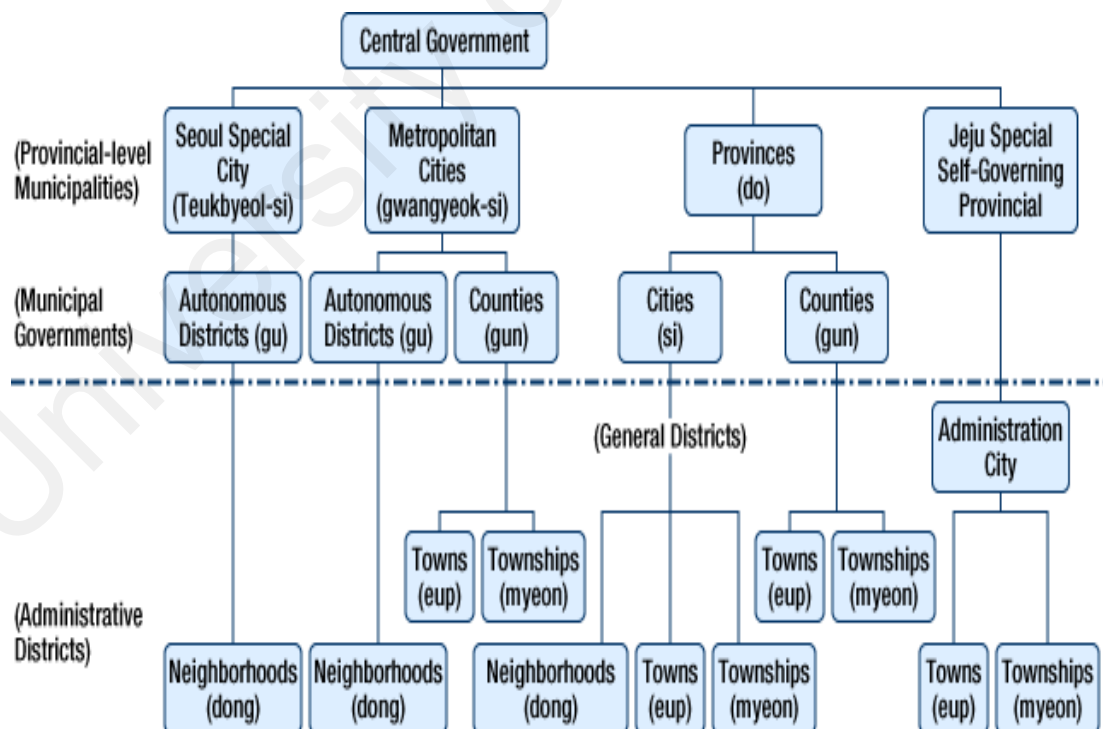 University
Central Government
(Provincial-level
Municipalities)
Seoul Special
City
(Teukbyeol-si)
Metropolitan
Cities
(gwangyeok-si)
Provinces
(do)
Jeju Special
Self-Governing
Provincial
(Municipal
Governments)
Autonomous
Districts (gu)
Autonomous
Districts (gu)
Counties
(gun)
Cities
(si)
Counties
(gun)
(General Districts)
Administration
City
(Administrative
Districts)
Towns
(eup)
Townships
(myeon)
Towns
(eup)
Townships
(myeon)
Neighborhoods
(dong)
Neighborhoods
(dong)
Neighborhoods
(dong)
Towns
(eup)
Townships
(myeon)
Towns
(eup)
Townships
(myeon)